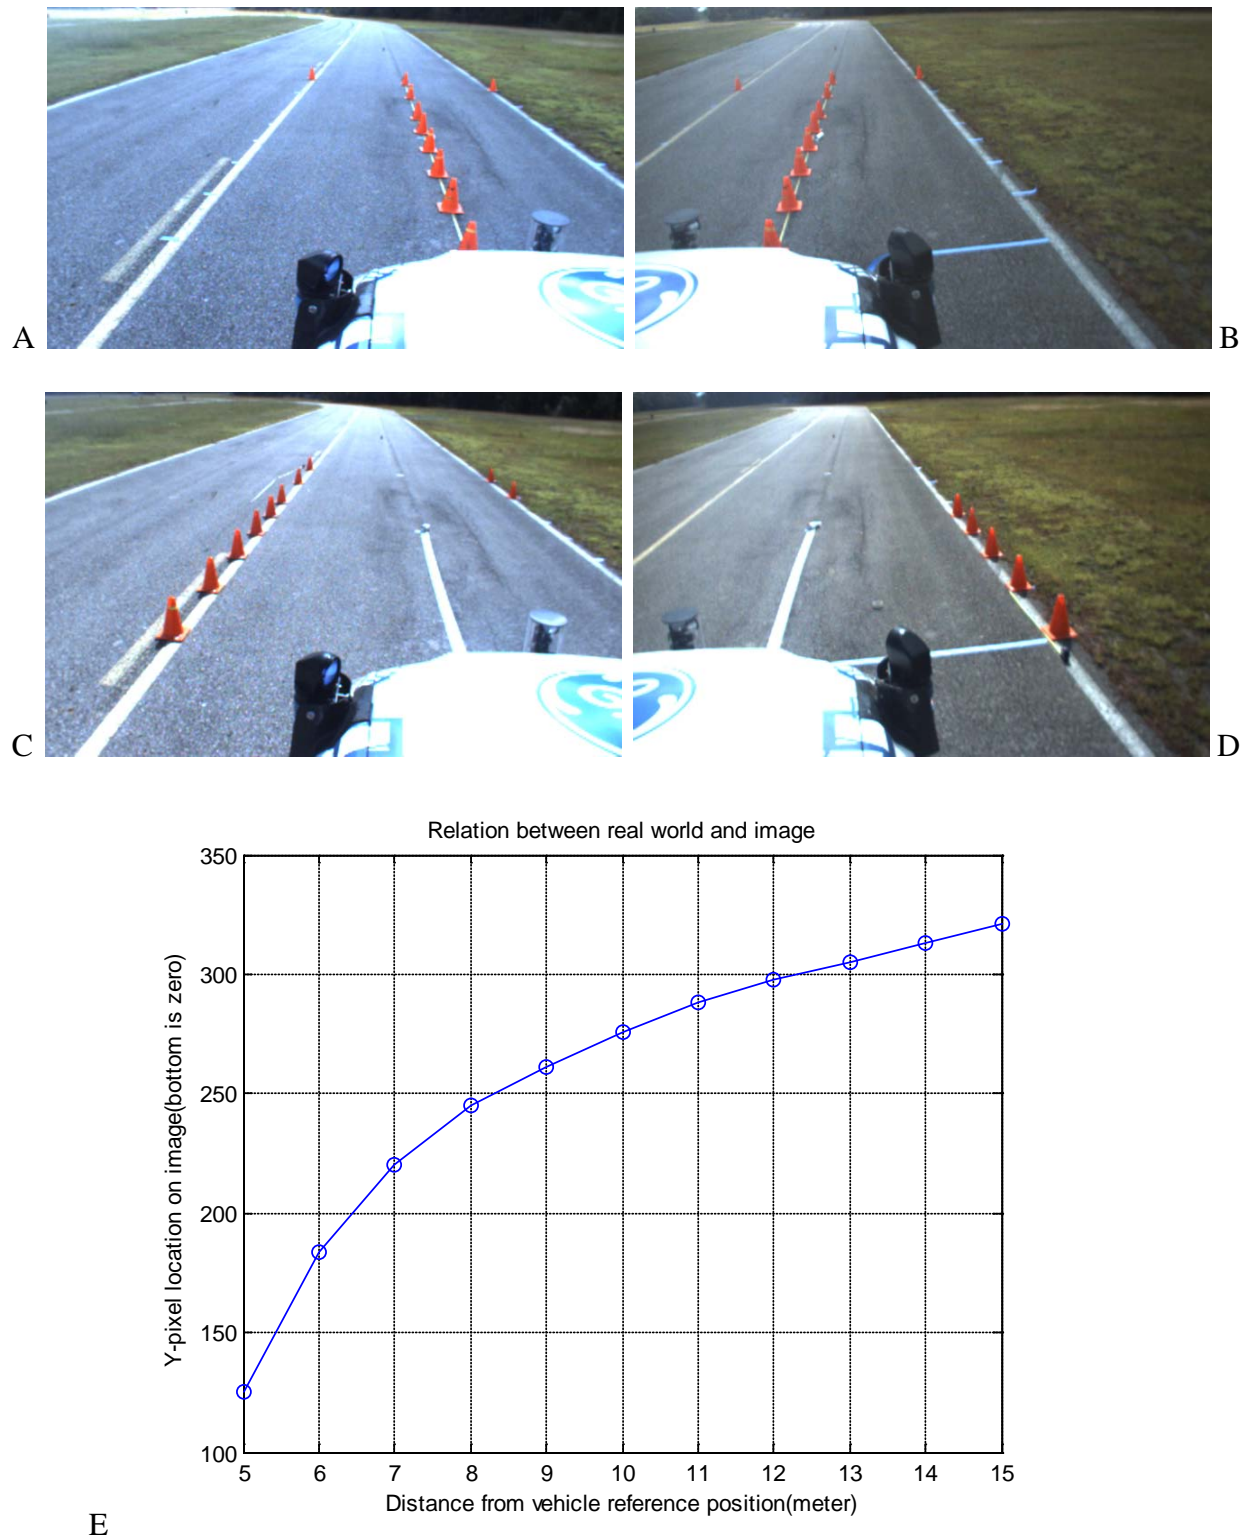 A
B
C
D
Relation between real world and image
350
300
250
200
150
100
Y-pixel location on image(bottom is zero)
5 6 7 8 9 10 11 12 13 14 15
Distance from vehicle reference position(meter)
E